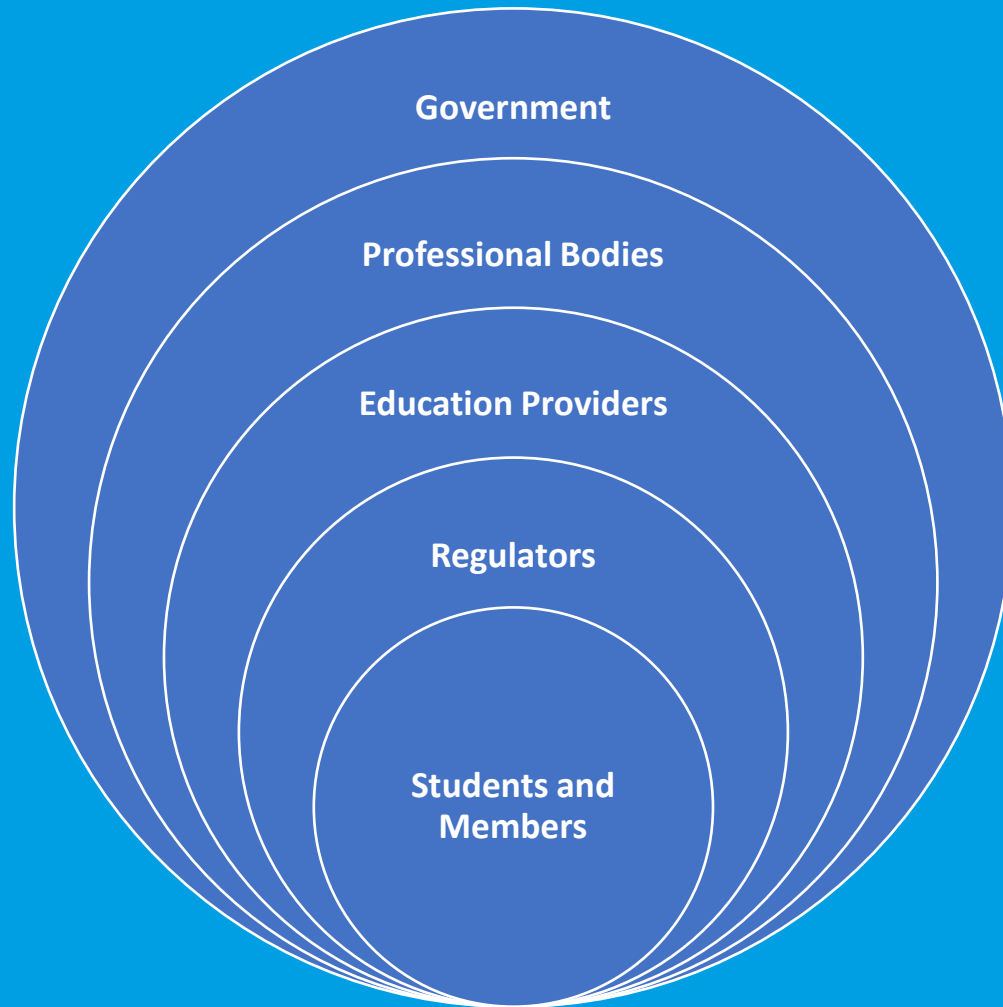 Government
Professional Bodies
Education Providers
Regulators
Students and
Members